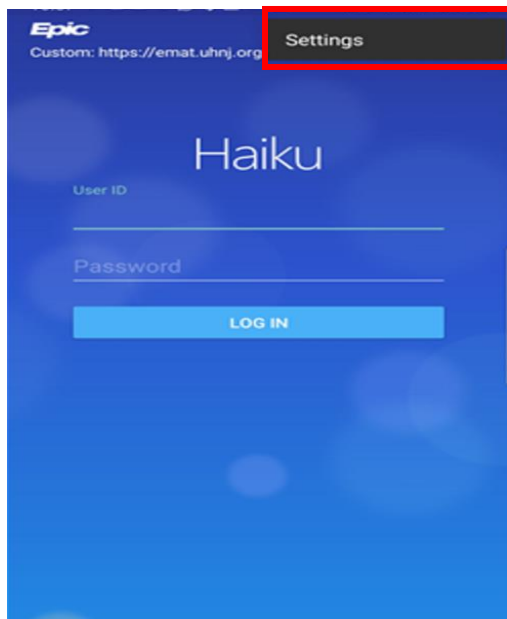 Epic
Settings
Custom: https://emat.uhnj.org
Haiku
User ID
Password
LOG IN